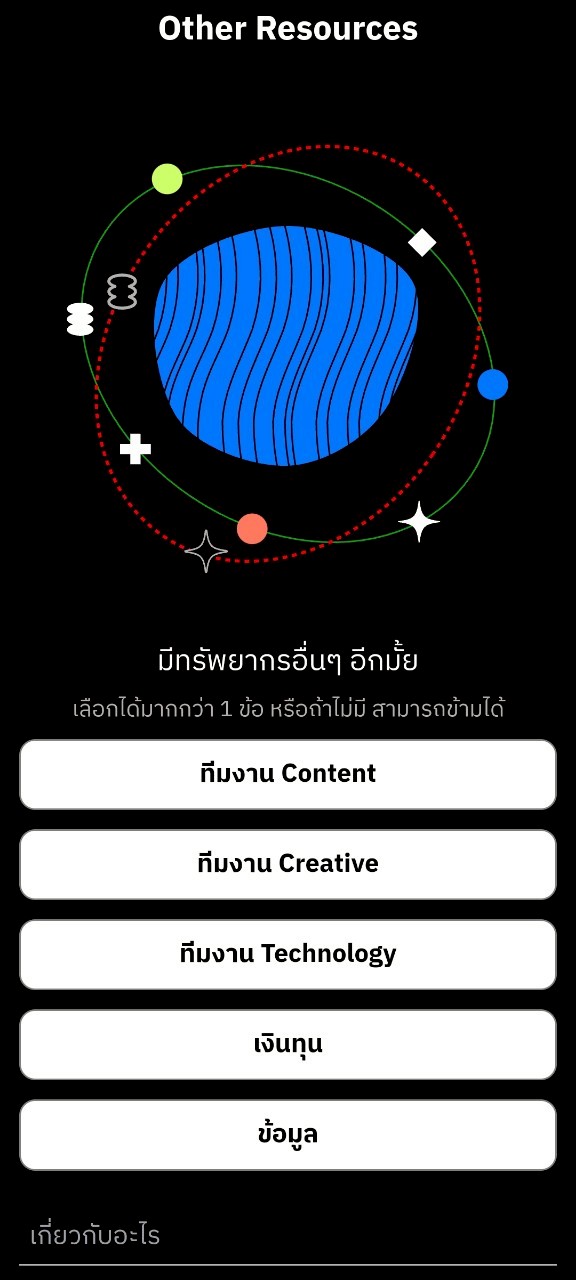 Other Resources
มีทรัพยากรอื่นๆ อีกมั้ย
เลือกได้มากกว่า 1 ข้อ หรือถ้าไม่มี สามารถข้ามได้
ทีมงาน Content
ทีมงาน Creative
ทีมงาน Technology
เงินทุน
ข้อมูล
เกี่ยวกับอะไร